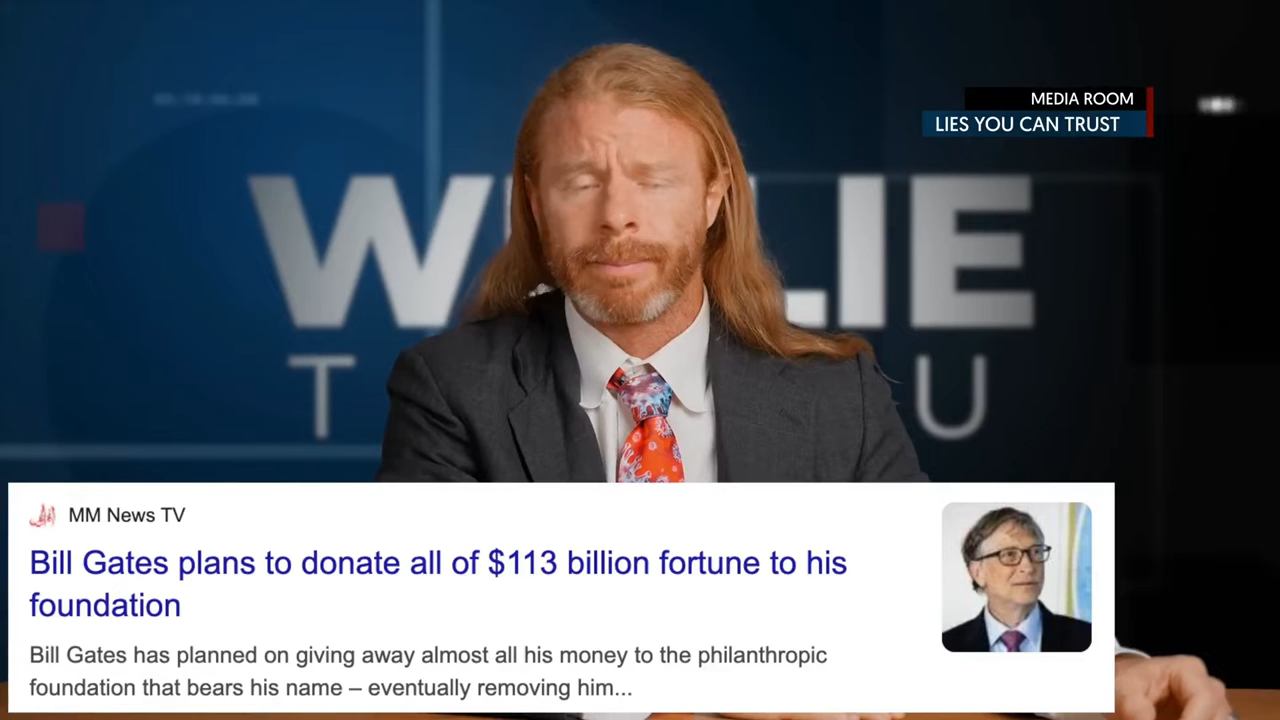 MEDIA ROOM
LIES YOU CAN TRUST
LIE
MM News TV
Bill Gates plans to donate all of $113 billion fortune to his
foundation
Bill Gates has planned on giving away almost all his money to the philanthropic
foundation that bears his name – eventually removing him...